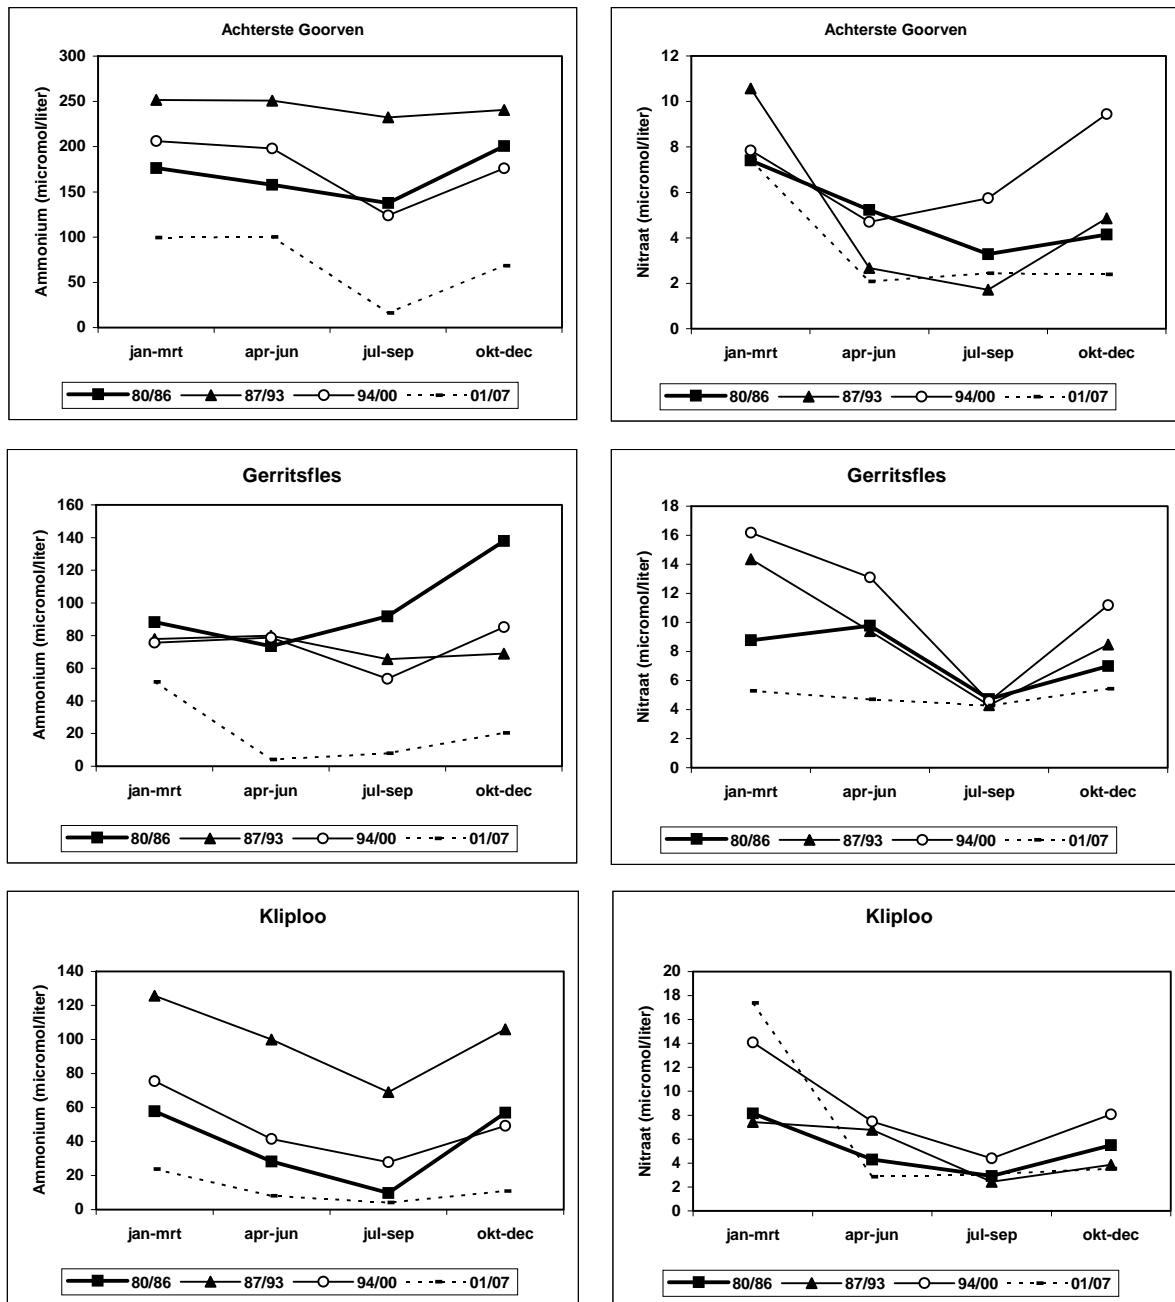 Achterste Goorven
Ammonium (micromol/liter)
300
250
200
150
100
50
0
jan-mrt apr-jun jul-sep okt-dec
80/86 87/93 94/00 01/07
Achterste Goorven
Nitraat (micromol/liter)
12
10
8
6
4
2
0
jan-mrt apr-jun jul-sep okt-dec
80/86 87/93 94/00 01/07
Gerritsfles
Ammonium (micromol/liter)
160
140
120
100
80
60
40
20
0
jan-mrt apr-jun jul-sep okt-dec
80/86 87/93 94/00 01/07
Gerritsfles
Nitraat (micromol/liter)
18
16
14
12
10
8
6
4
2
0
jan-mrt apr-jun jul-sep okt-dec
80/86 87/93 94/00 01/07
Kliploo
Ammonium (micromol/liter)
140
120
100
80
60
40
20
0
jan-mrt apr-jun jul-sep okt-dec
80/86 87/93 94/00 01/07
Kliploo
Nitraat (micromol/liter)
20
18
16
14
12
10
8
6
4
2
0
jan-mrt apr-jun jul-sep okt-dec
80/86 87/93 94/00 01/07